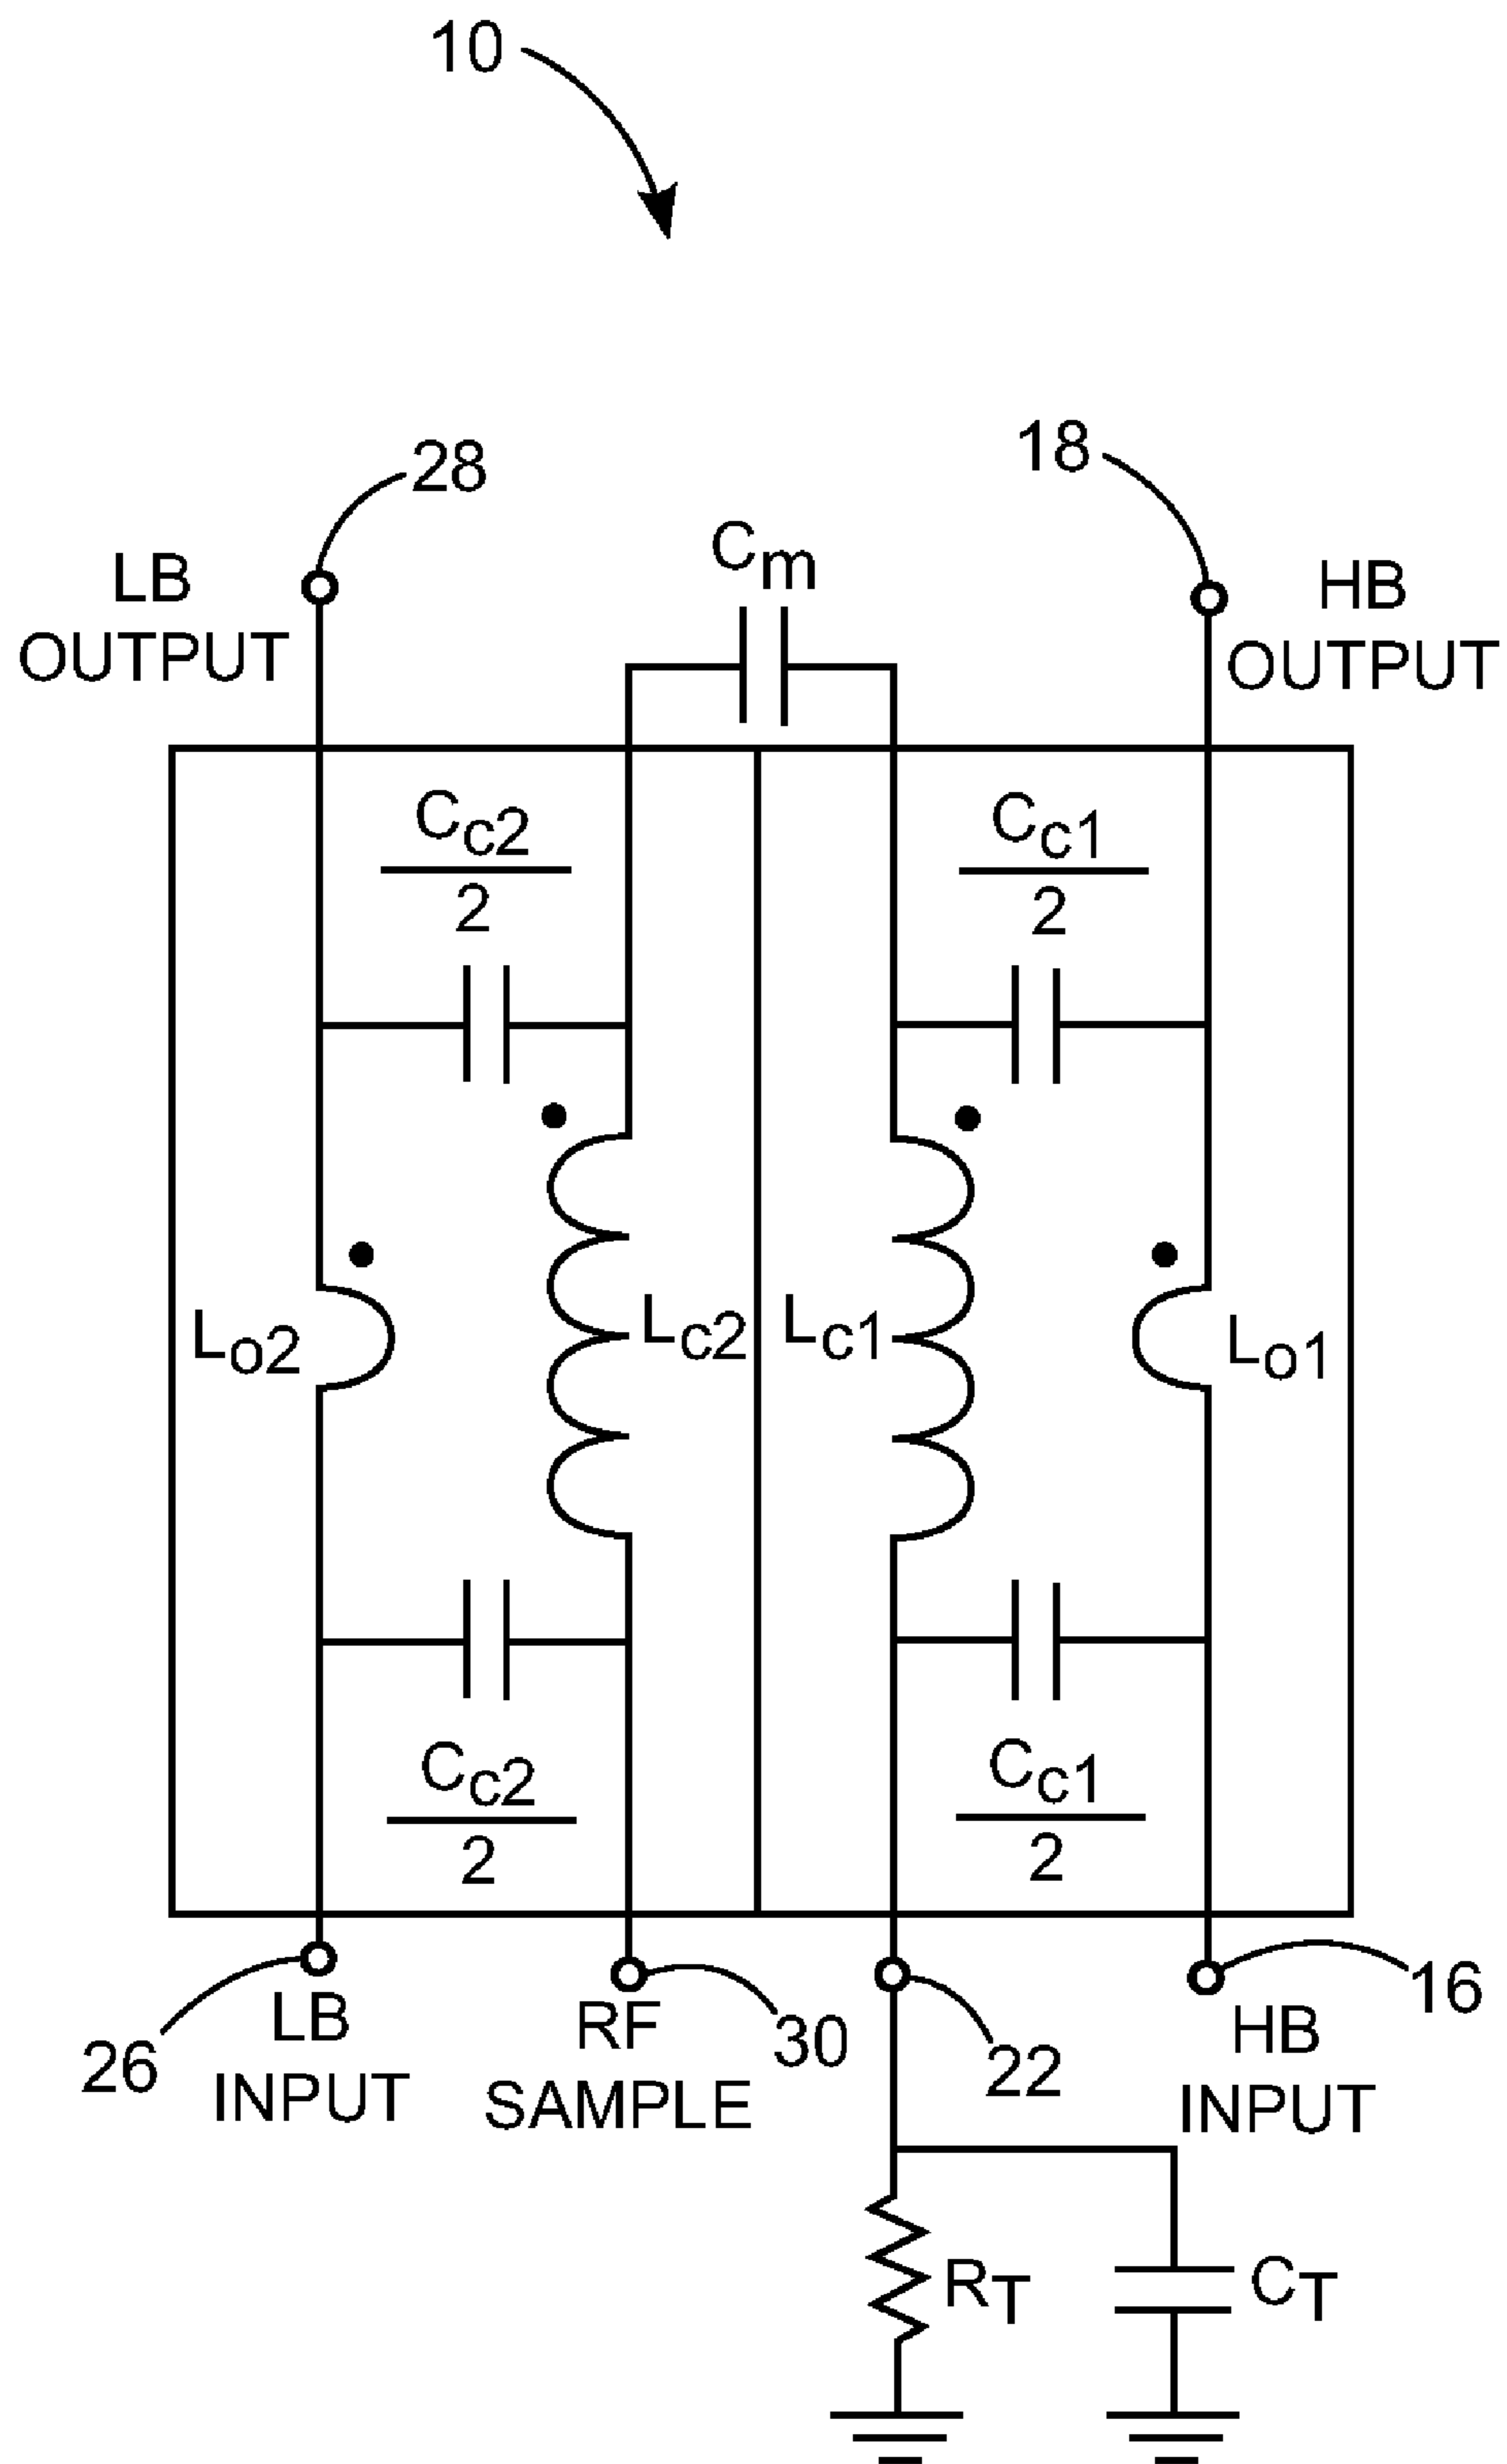 10
28
18
Cm
LB
OUTPUT
HB
OUTPUT
Cc2
2
Cc1
2
Lo2
Lc2
Lc1
Lo1
Cc2
2
Cc1
2
26
LB
INPUT
RF
SAMPLE
30
22
HB
INPUT
16
RT
CT